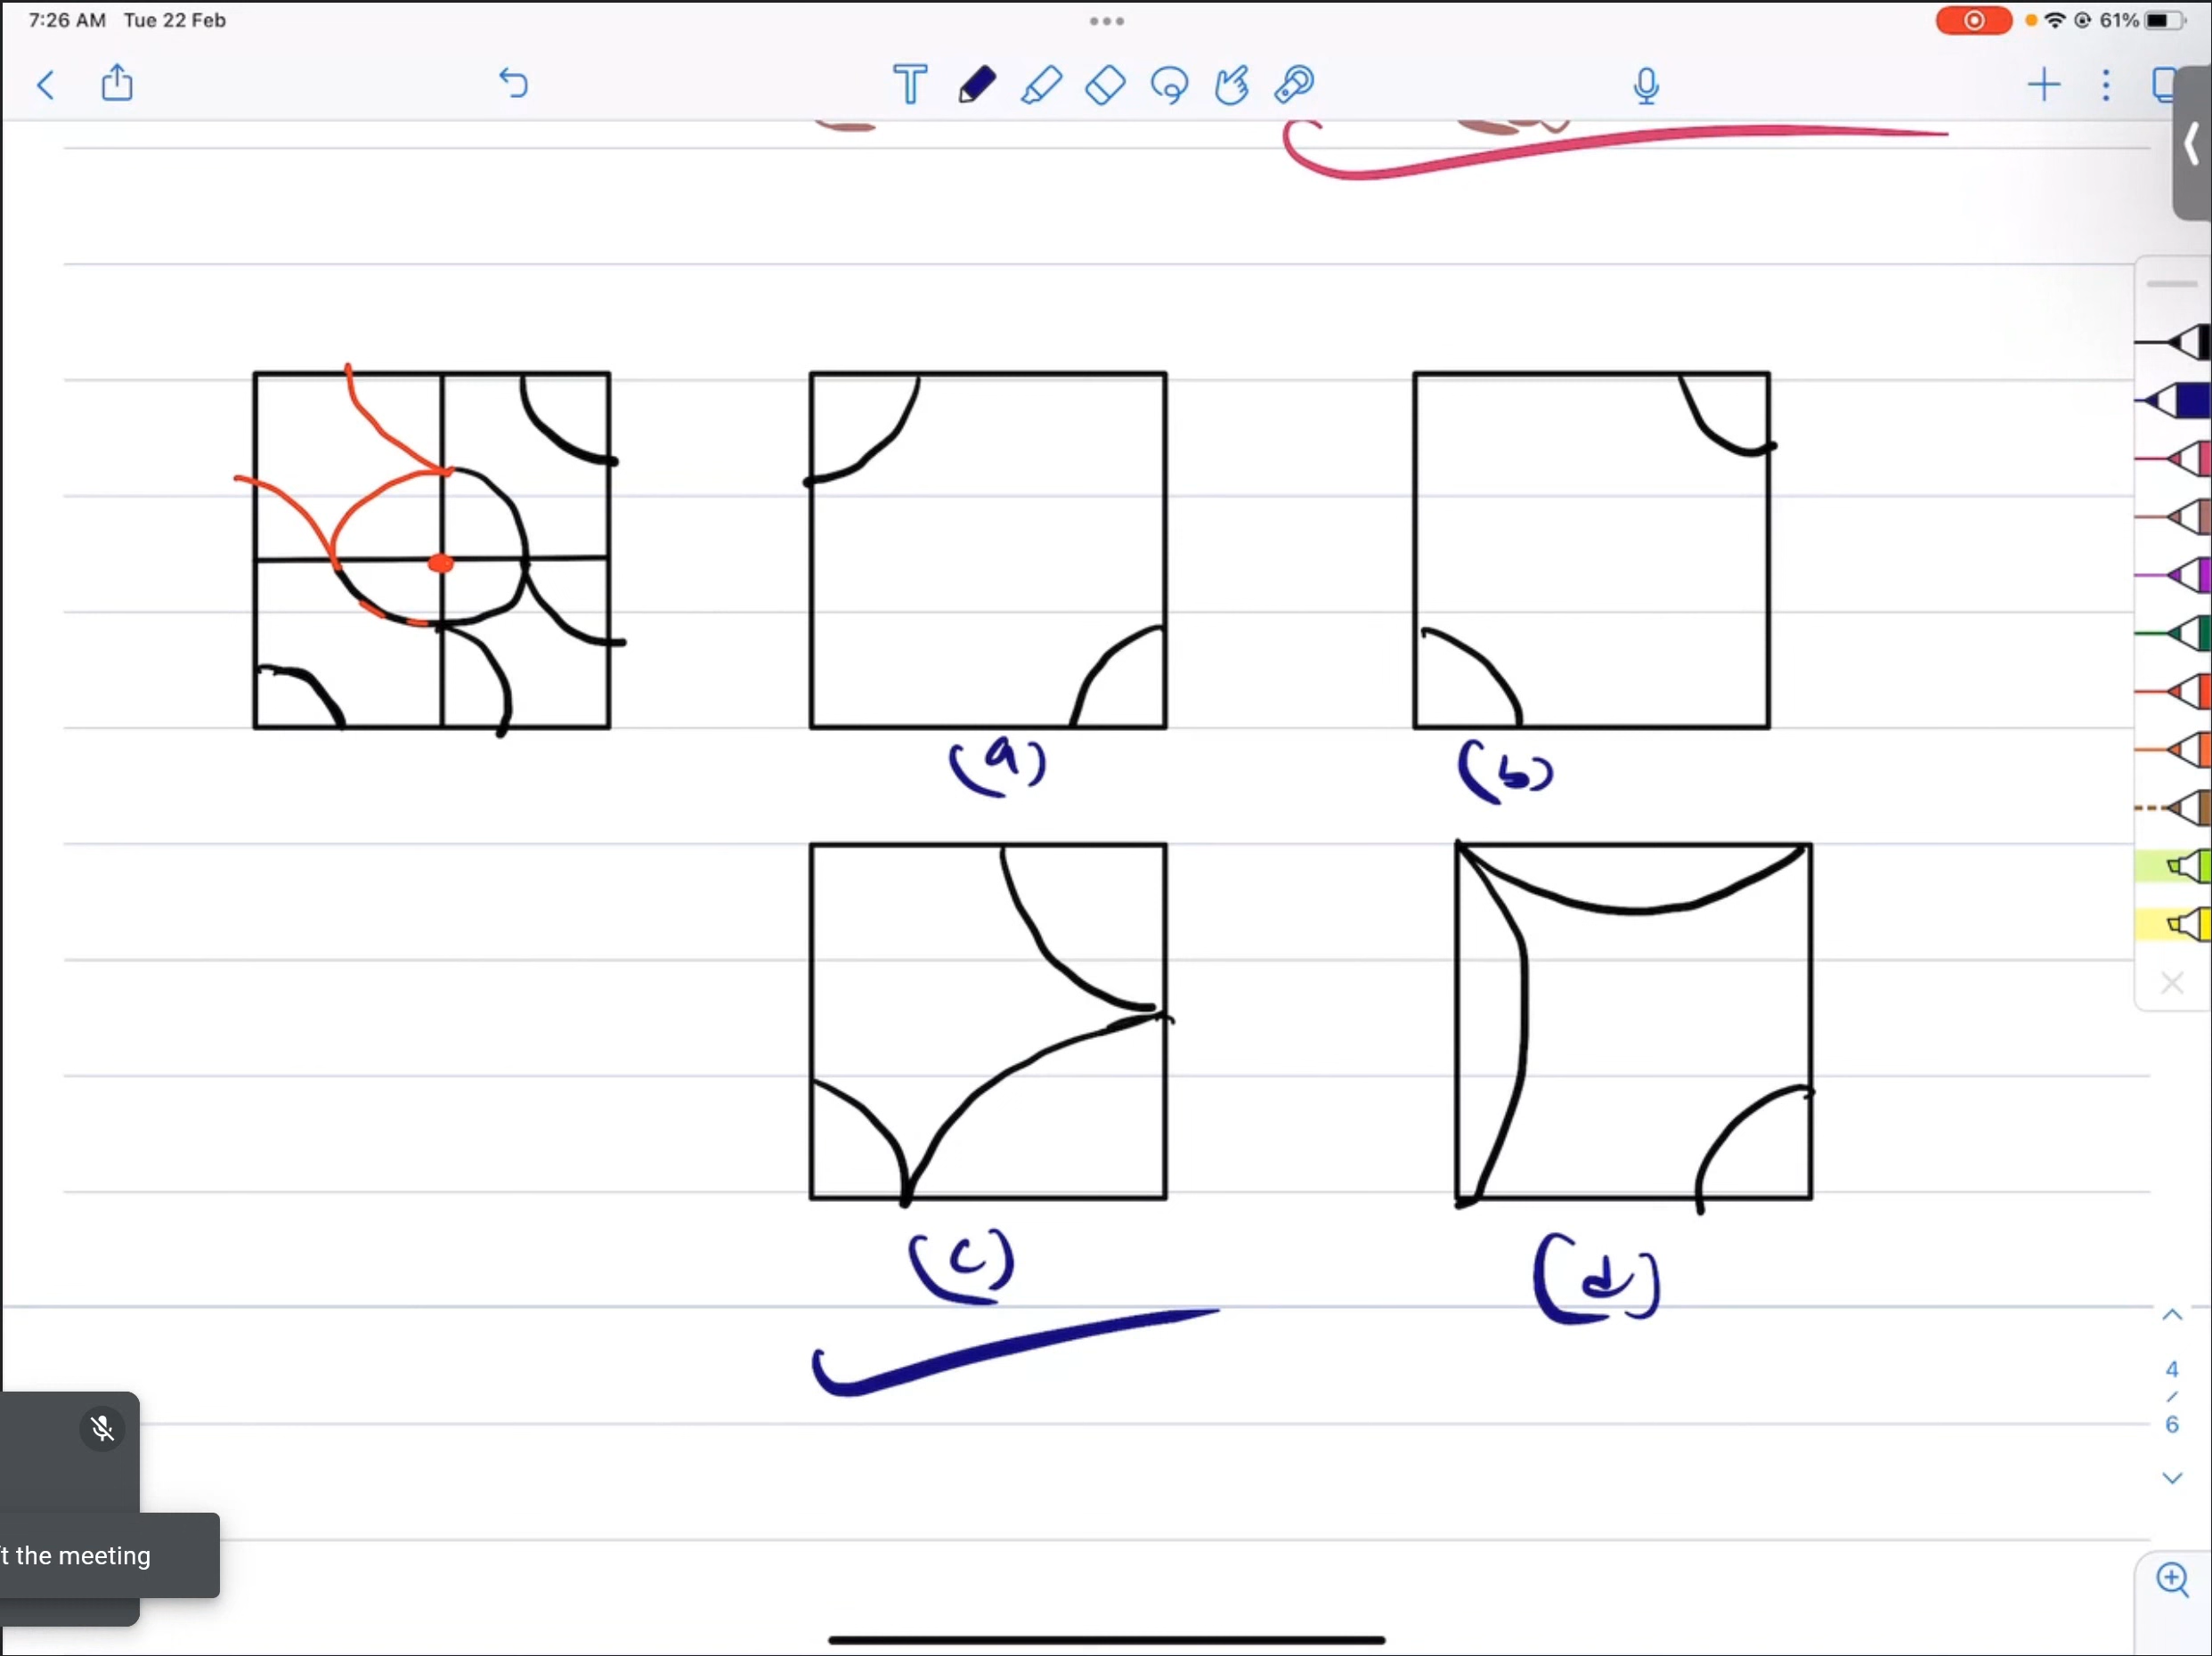 7:26 AM Tue 22 Feb
61%
T
(a)
(b)
(c)
(d)
4
/
6
t the meeting